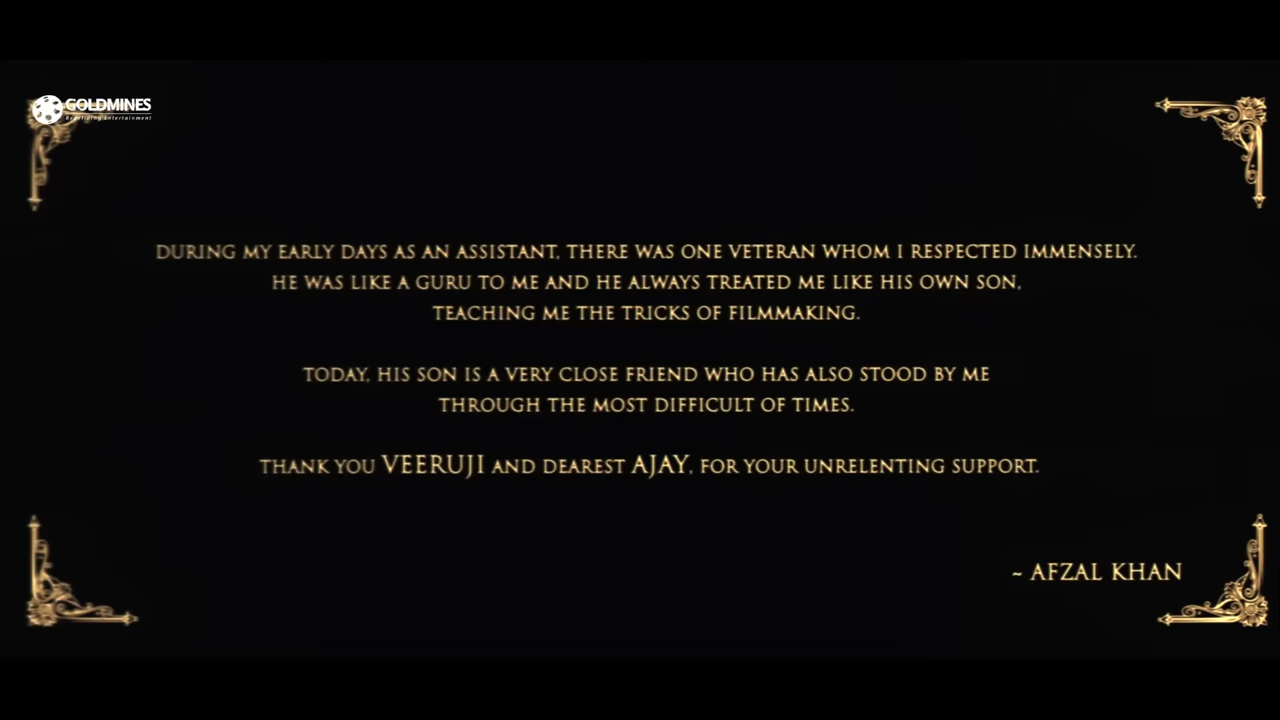 GOLDMINES
Redefining Entertainment
DURING MY EARLY DAYS AS AN ASSISTANT, THERE WAS ONE VETERAN WHOM I RESPECTED IMMENSELY.
HE WAS LIKE A GURU TO ME AND HE ALWAYS TREATED ME LIKE HIS OWN SON,
TEACHING ME THE TRICKS OF FILMMAKING.
TODAY, HIS SON IS A VERY CLOSE FRIEND WHO HAS ALSO STOOD BY ME
THROUGH THE MOST DIFFICULT OF TIMES.
THANK YOU VEERUJI AND DEAREST AJAY, FOR YOUR UNRELENTING SUPPORT.
~ AFZAL KHAN